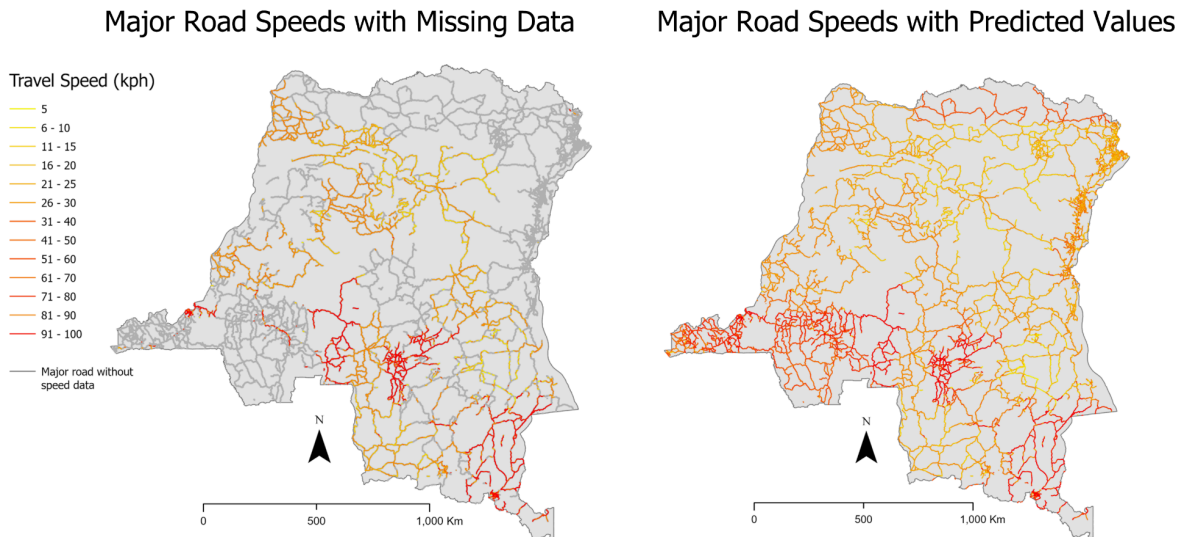 Major Road Speeds with Missing Data
Major Road Speeds with Predicted Values
Travel Speed (kph)
5
6 - 10
11 - 15
16 - 20
21 - 25
26 - 30
31 - 40
41 - 50
51 - 60
61 - 70
71 - 80
81 - 90
91 - 100
Major road without
speed data
N
0 500 1,000 Km
N
0 500 1,000 Km